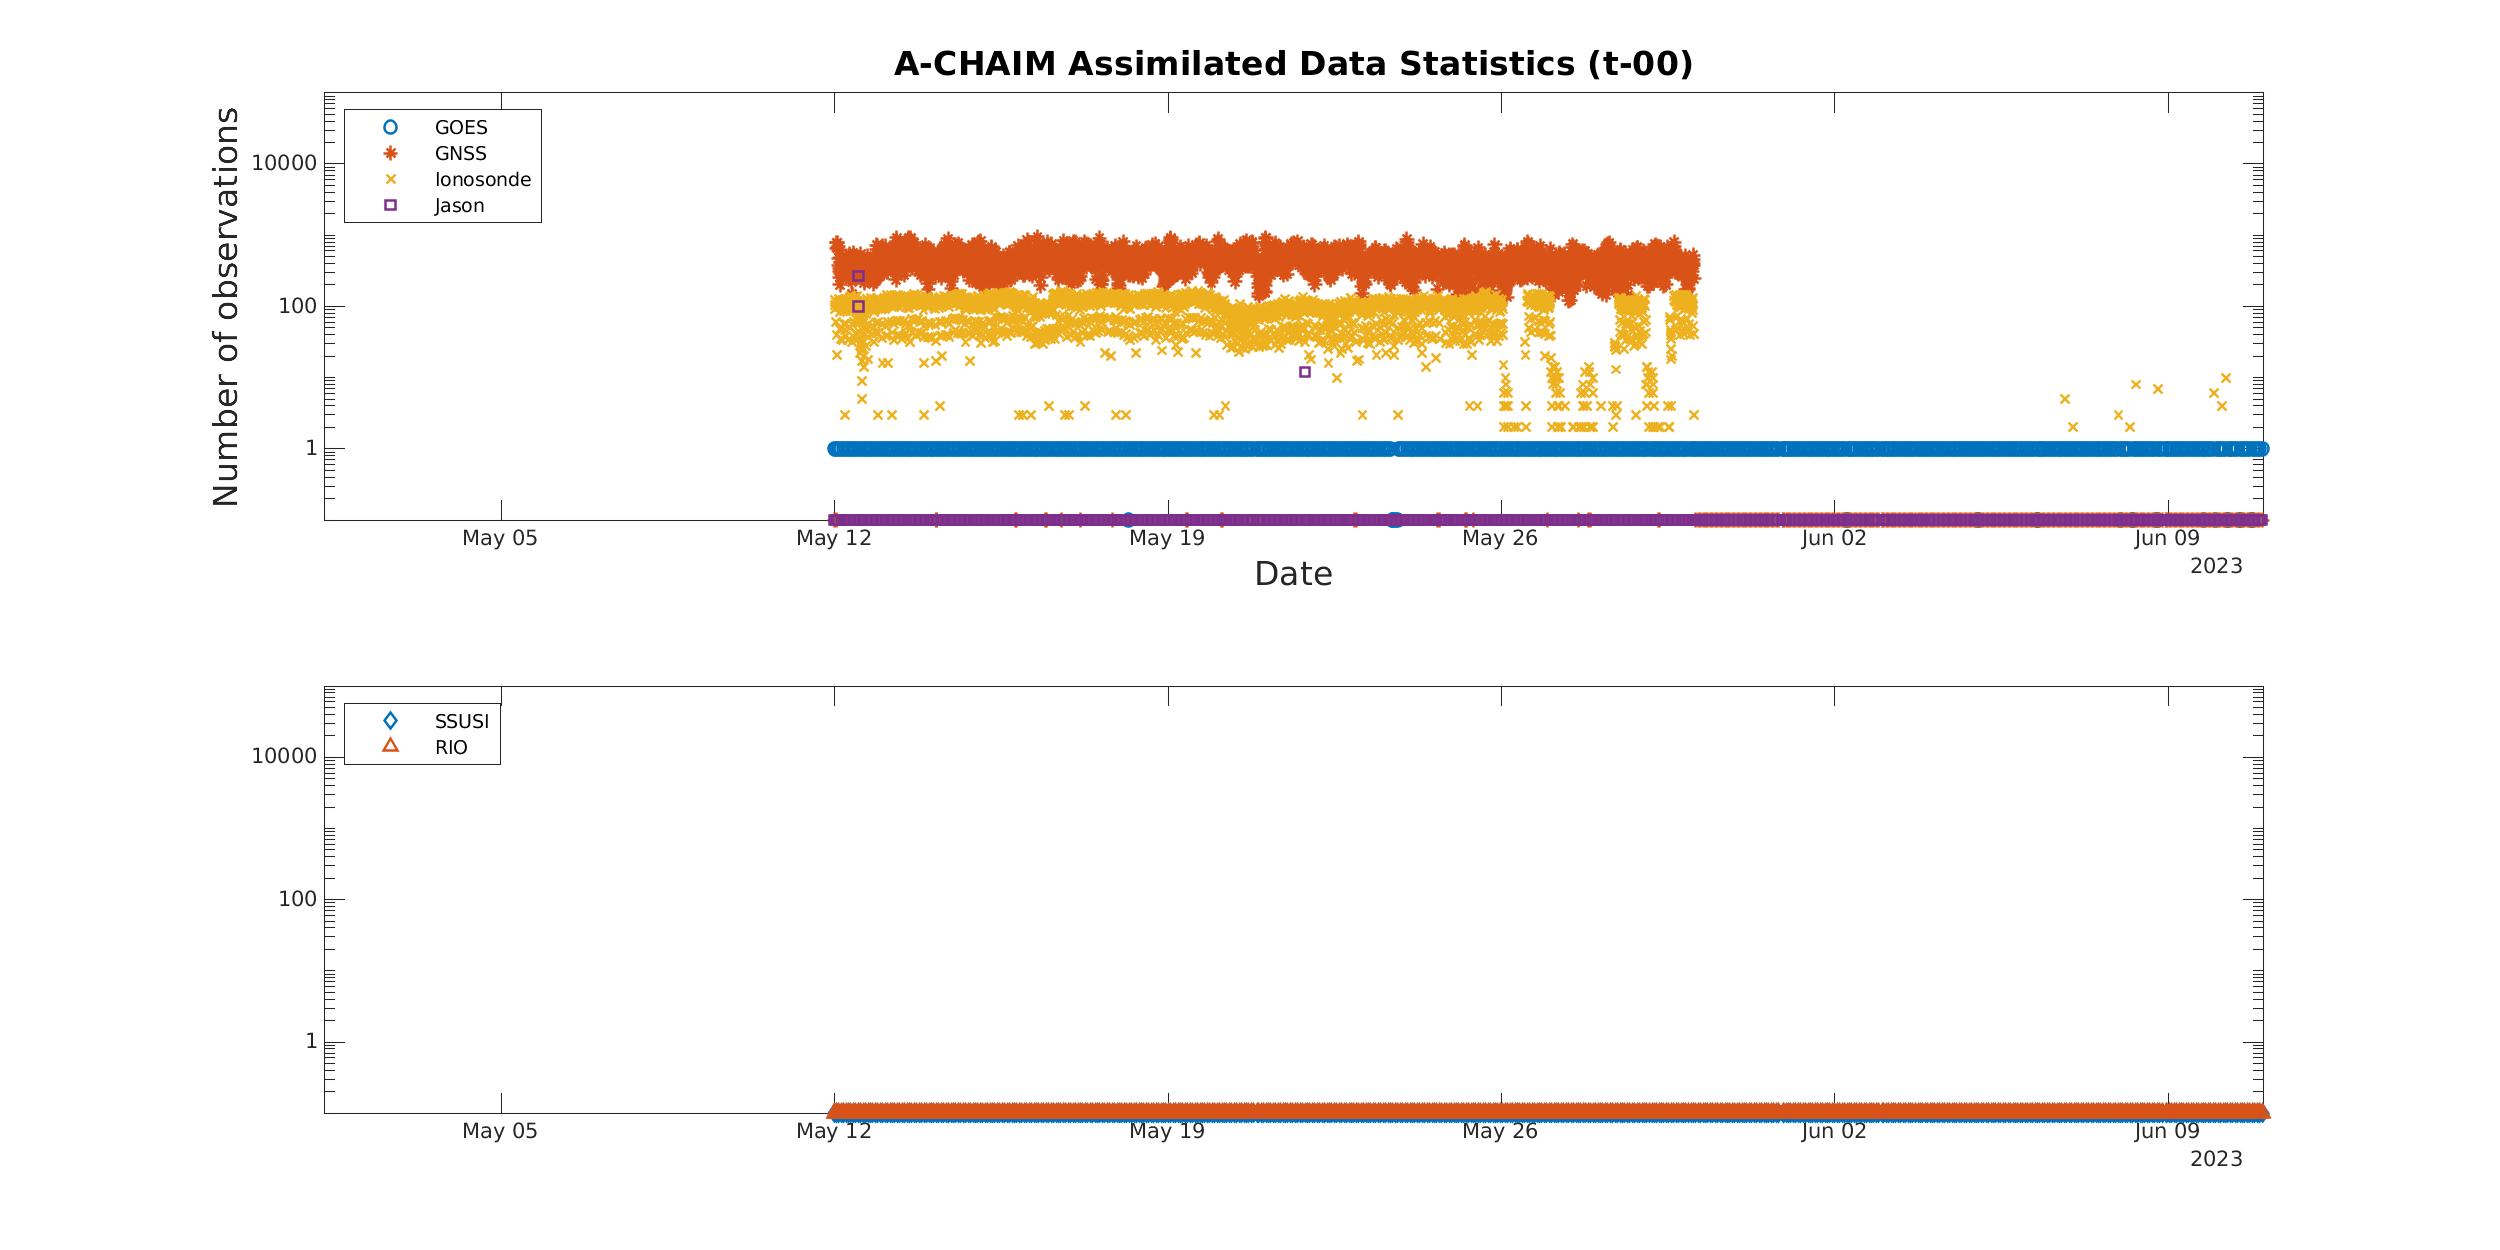 A-CHAIM Assimilated Data Statistics (t-00)
Number of observations
10000
100
1
GOES
GNSS
Ionosonde
Jason
May 05
May 12
May 19
May 26
Jun 02
Jun 09
2023
Date
10000
100
1
SSUSI
RIO
May 05
May 12
May 19
May 26
Jun 02
Jun 09
2023